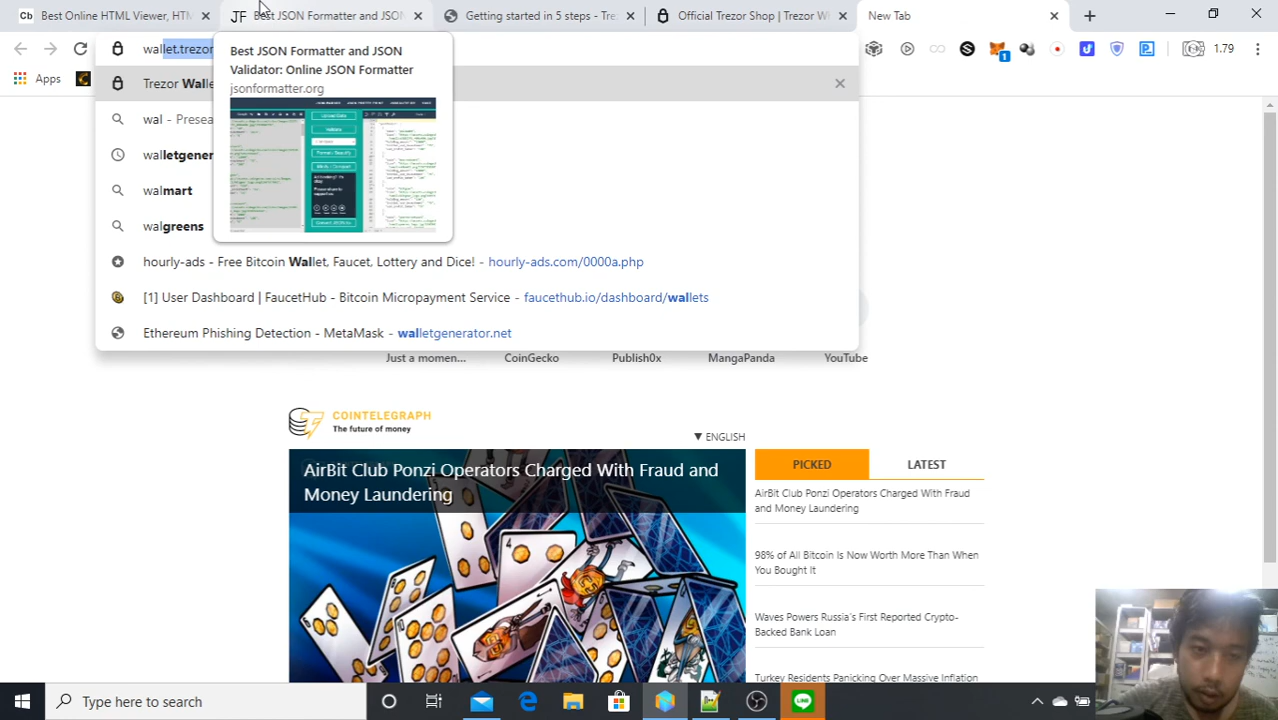 Best Online HTML Viewer, HTM
Best JSON Formatter and JSON
Getting started in 5 steps - Tre
Official Trezor Shop | Trezor W
New Tab
wallet.trezor
1
1.79
Apps
Best JSON Formatter and JSON
Validator: Online JSON Formatter
jsonformatter.org
Trezor Walle
wal - Presea
walletgener
walmart
walgreens
hourly-ads - Free Bitcoin Wallet, Faucet, Lottery and Dice! - hourly-ads.com/0000a.php
[1] User Dashboard | FaucetHub - Bitcoin Micropayment Service - faucethub.io/dashboard/wallets
Ethereum Phishing Detection - MetaMask - walletgenerator.net
Just a momen...
CoinGecko
Publish0x
MangaPanda
YouTube
COINTELEGRAPH
The future of money
▼ ENGLISH
AirBit Club Ponzi Operators Charged With Fraud and
Money Laundering
PICKED
LATEST
AirBit Club Ponzi Operators Charged With Fraud
and Money Laundering
98% of All Bitcoin Is Now Worth More Than When
You Bought It
Waves Powers Russia's First Reported Crypto-
Backed Bank Loan
Turkey Residents Panicking Over Massive Inflation
Type here to search